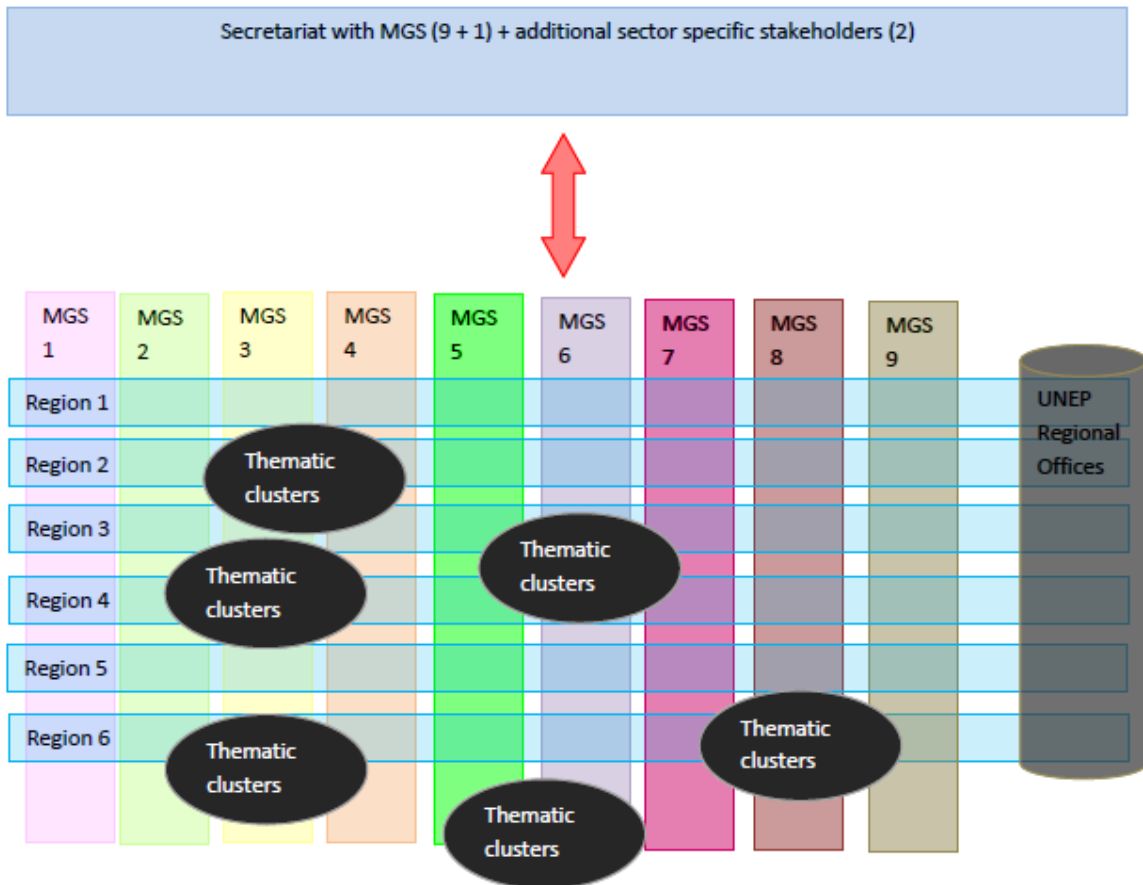 Secretariat with MGS (9 + 1) + additional sector specific stakeholders (2)
MGS
1
MGS
2
MGS
3
MGS
4
MGS
5
MGS
6
MGS
7
MGS
8
MGS
9
UNEP
Regional
Offices
Region 1
Region 2
Thematic
clusters
Region 3
Thematic
clusters
Region 4
Thematic
clusters
Region 5
Region 6
Thematic
clusters
Thematic
clusters
Thematic
clusters